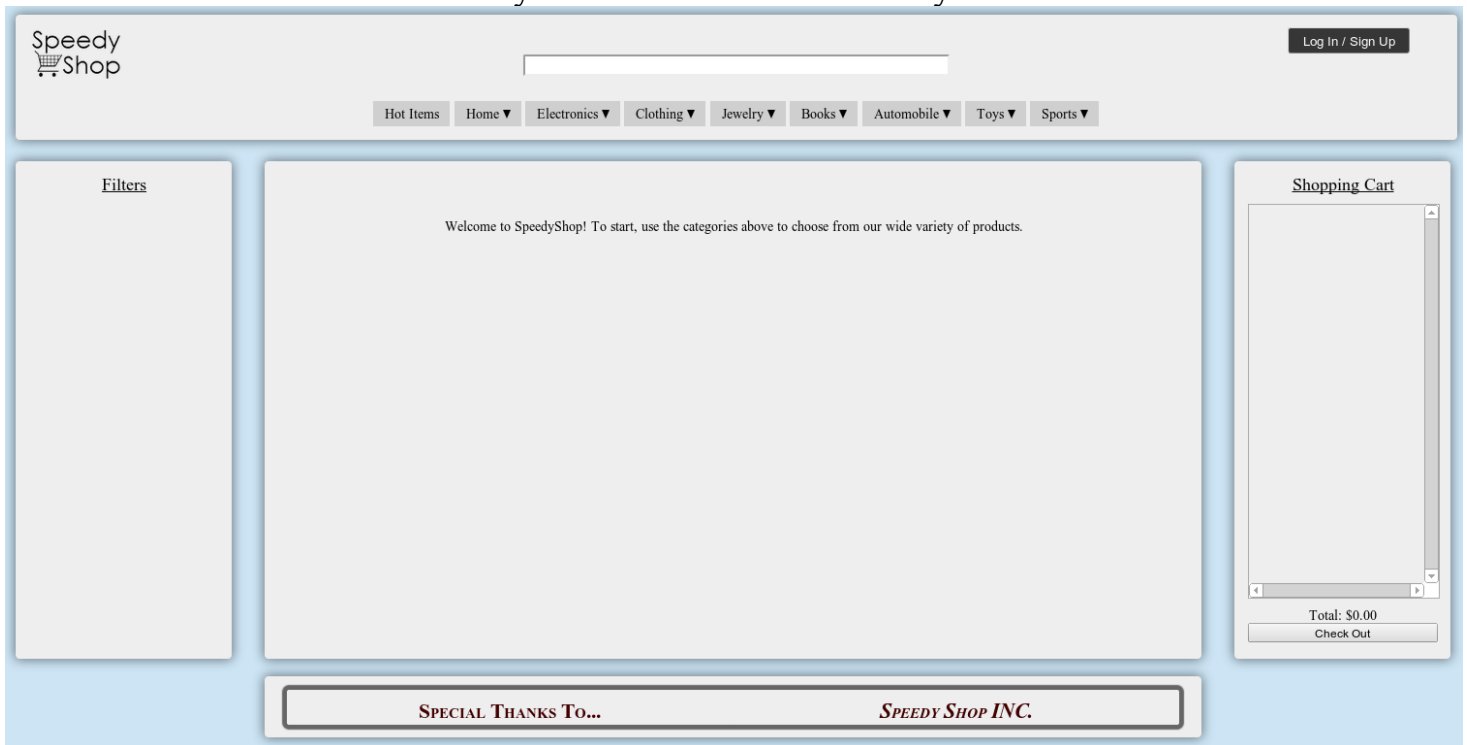 Speedy
Shop
Log In / Sign Up
Hot Items Home ▼ Electronics ▼ Clothing ▼ Jewelry ▼ Books ▼ Automobile ▼ Toys ▼ Sports ▼
Filters
Welcome to SpeedyShop! To start, use the categories above to choose from our wide variety of products.
Shopping Cart
Total: $0.00
Check Out
Special Thanks To... Speedy Shop INC.